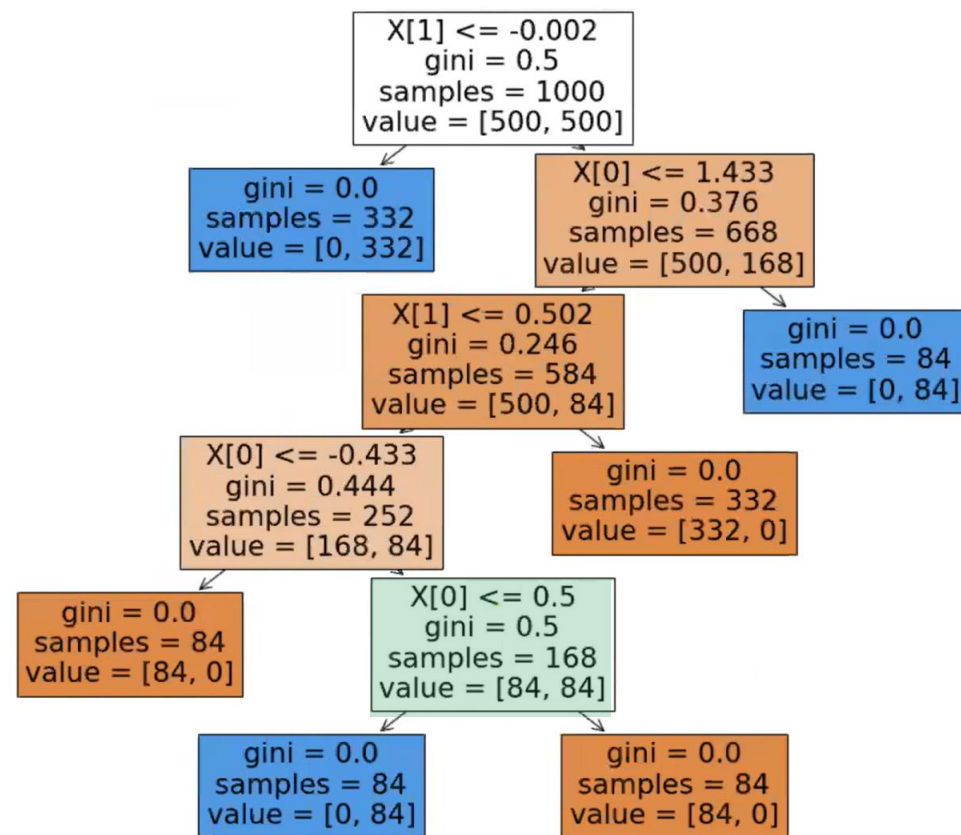 X[1] <= -0.002
gini = 0.5
samples = 1000
value = [500, 500]
gini = 0.0
samples = 332
value = [0, 332]
X[0] <= 1.433
gini = 0.376
samples = 668
value = [500, 168]
X[1] <= 0.502
gini = 0.246
samples = 584
value = [500, 84]
gini = 0.0
samples = 84
value = [0, 84]
X[0] <= -0.433
gini = 0.444
samples = 252
value = [168, 84]
gini = 0.0
samples = 332
value = [332, 0]
gini = 0.0
samples = 84
value = [84, 0]
X[0] <= 0.5
gini = 0.5
samples = 168
value = [84, 84]
gini = 0.0
samples = 84
value = [0, 84]
gini = 0.0
samples = 84
value = [84, 0]